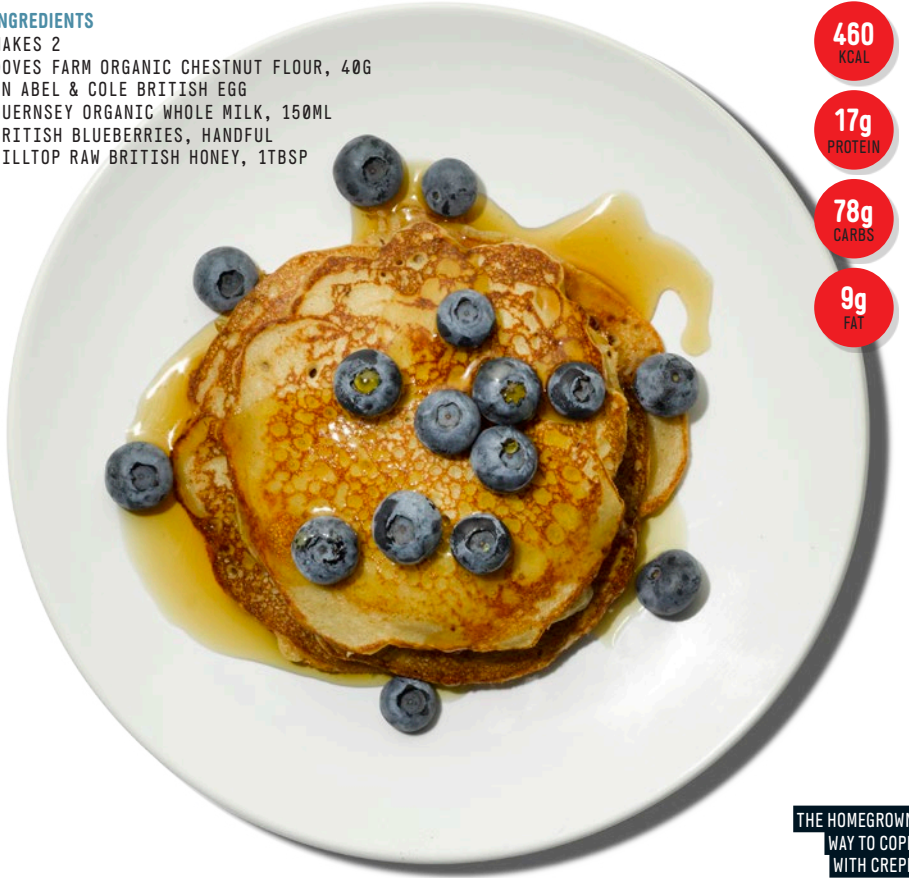 NGREDIENTS
AKES 2
OVES FARM ORGANIC CHESTNUT FLOUR, 40G
N ABEL & COLE BRITISH EGG
UERNSEY ORGANIC WHOLE MILK, 150ML
RITISH BLUEBERRIES, HANDFUL
ILLTOP RAW BRITISH HONEY, 1TBSP
460
KCAL
17g
PROTEIN
78g
CARBS
9g
FAT
THE HOMEGROWN
WAY TO COP
WITH CREP